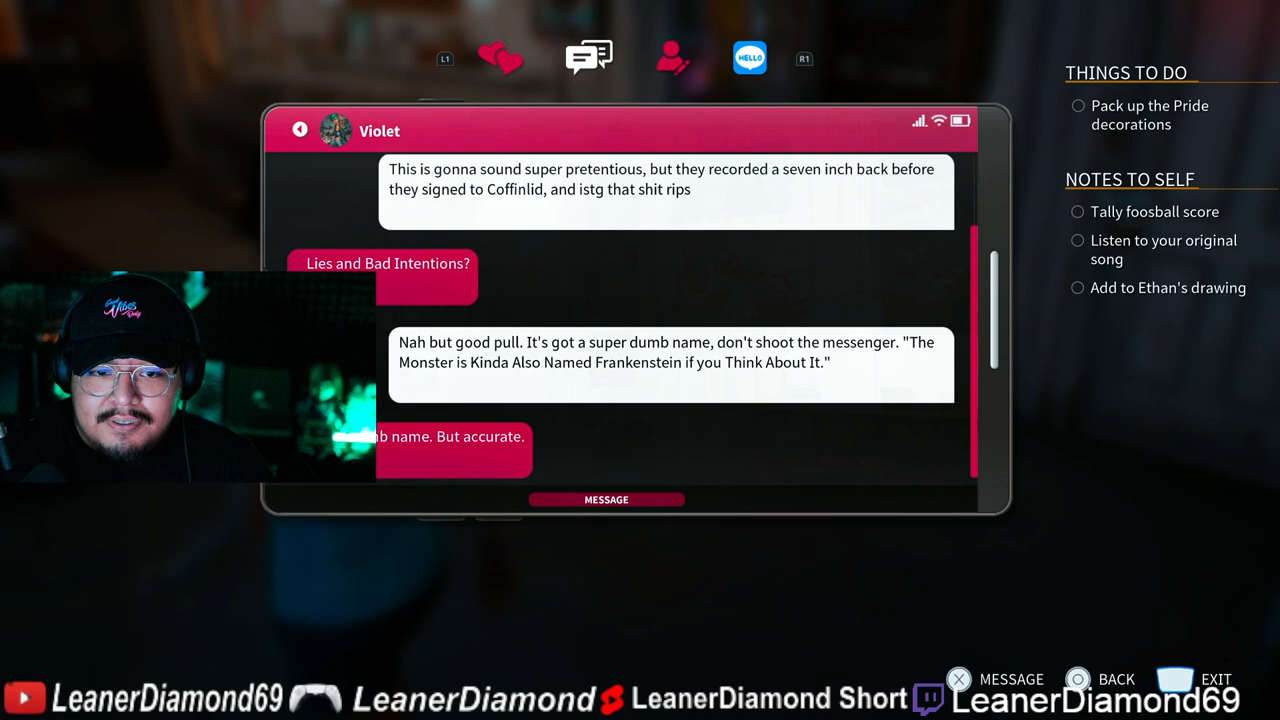 L1
HELLO
R1
THINGS TO DO
Pack up the Pride
decorations
NOTES TO SELF
Tally foosball score
Listen to your original
song
Add to Ethan's drawing
Violet
This is gonna sound super pretentious, but they recorded a seven inch back before
they signed to Coffinlid, and istg that shit rips
Lies and Bad Intentions?
Nah but good pull. It's got a super dumb name, don't shoot the messenger. "The
Monster is Kinda Also Named Frankenstein if you Think About It."
name. But accurate.
MESSAGE
Good Vibes Only
MESSAGE
BACK
EXIT
LeanerDiamond69
LeanerDiamond
LeanerDiamond Short
LeanerDiamond69